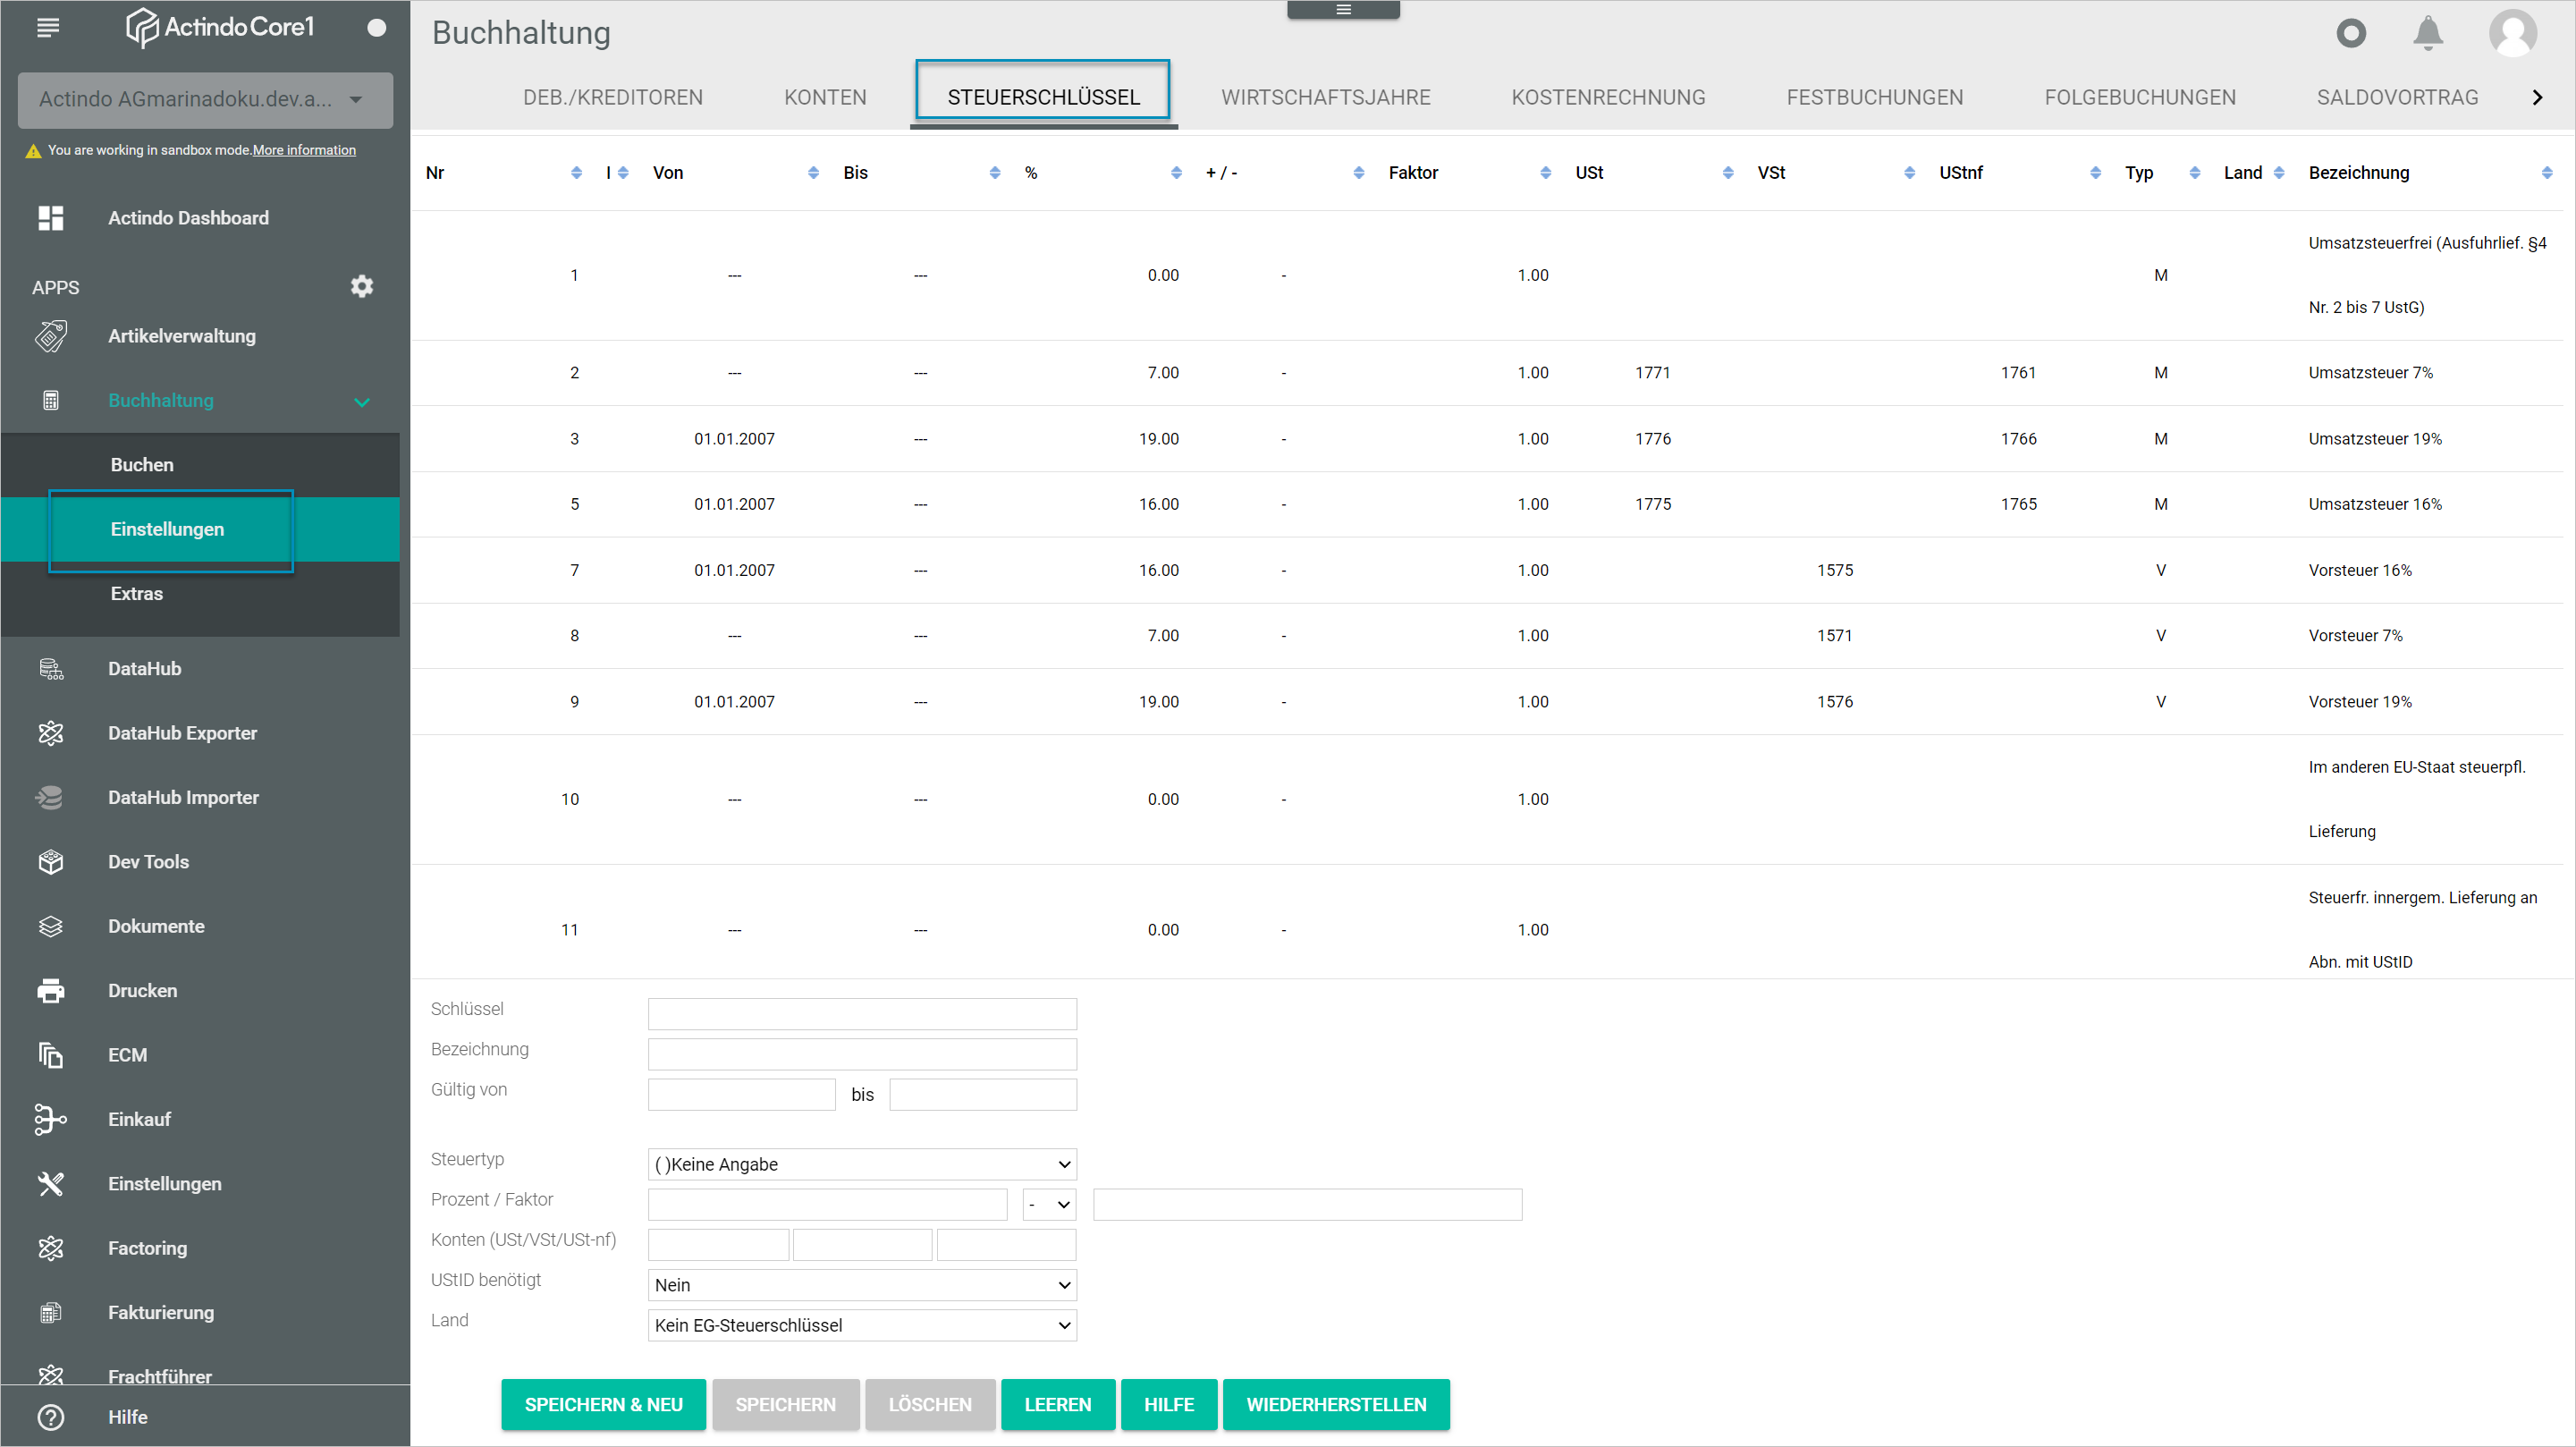 Actindo Core1
Actindo AGmarinadoku.dev.a...
You are working in sandbox mode.More information
Actindo Dashboard
APPS
Artikelverwaltung
Buchhaltung
Buchen
Einstellungen
Extras
DataHub
DataHub Exporter
DataHub Importer
Dev Tools
Dokumente
Drucken
ECM
Einkauf
Einstellungen
Factoring
Fakturierung
Frachtführer
Hilfe
Buchhaltung
DEB./KREDITOREN KONTEN STEUERSCHLÜSSEL WIRTSCHAFTSJAHRE KOSTENRECHNUNG FESTBUCHUNGEN FOLGEBUCHUNGEN SALDOVORTRAG
Nr I Von Bis % + / - Faktor USt VSt UStnf Typ Land Bezeichnung
1 --- --- 0.00 - 1.00 M Umsatzsteuerfrei (Ausfuhrlief. §4
Nr. 2 bis 7 UstG)
2 --- --- 7.00 - 1.00 1771 1761 M Umsatzsteuer 7%
3 01.01.2007 --- 19.00 - 1.00 1776 1766 M Umsatzsteuer 19%
5 01.01.2007 --- 16.00 - 1.00 1775 1765 M Umsatzsteuer 16%
7 01.01.2007 --- 16.00 - 1.00 1575 V Vorsteuer 16%
8 --- --- 7.00 - 1.00 1571 V Vorsteuer 7%
9 01.01.2007 --- 19.00 - 1.00 1576 V Vorsteuer 19%
10 --- --- 0.00 - 1.00 Im anderen EU-Staat steuerpfl.
Lieferung
11 --- --- 0.00 - 1.00 Steuerfr. innergem. Lieferung an
Abn. mit UStID
Schlüssel
Bezeichnung
Gültig von bis
Steuertyp ( )Keine Angabe
Prozent / Faktor -
Konten (USt/VSt/USt-nf)
UStID benötigt Nein
Land Kein EG-Steuerschlüssel
SPEICHERN & NEU SPEICHERN LÖSCHEN LEEREN HILFE WIEDERHERSTELLEN